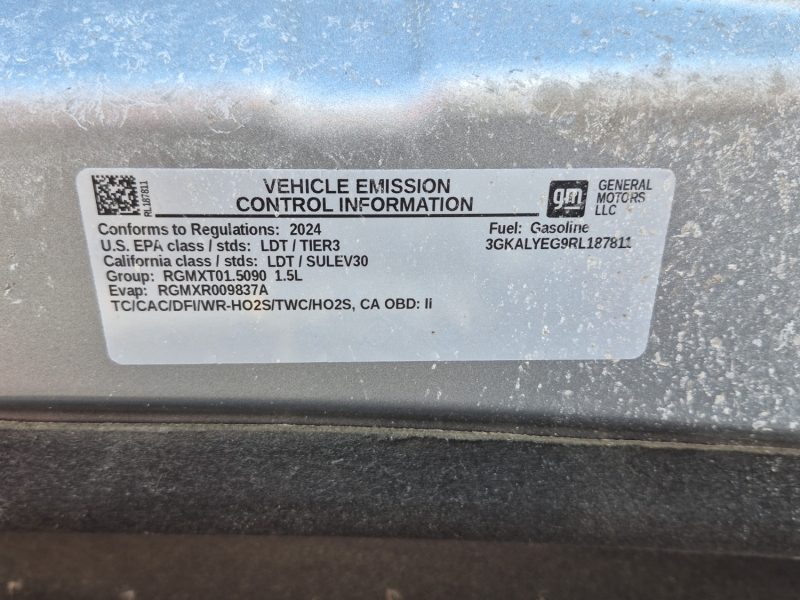 RL187811
VEHICLE EMISSION
CONTROL INFORMATION
gm
GENERAL
MOTORS
LLC
Conforms to Regulations: 2024
Fuel: Gasoline
U.S. EPA class / stds: LDT / TIER3
3GKALYEG9RL187811
California class / stds: LDT / SULEV30
Group: RGMXT01.5090 1.5L
Evap: RGMXR009837A
TC/CAC/DFI/WR-HO2S/TWC/HO2S, CA OBD: Ii